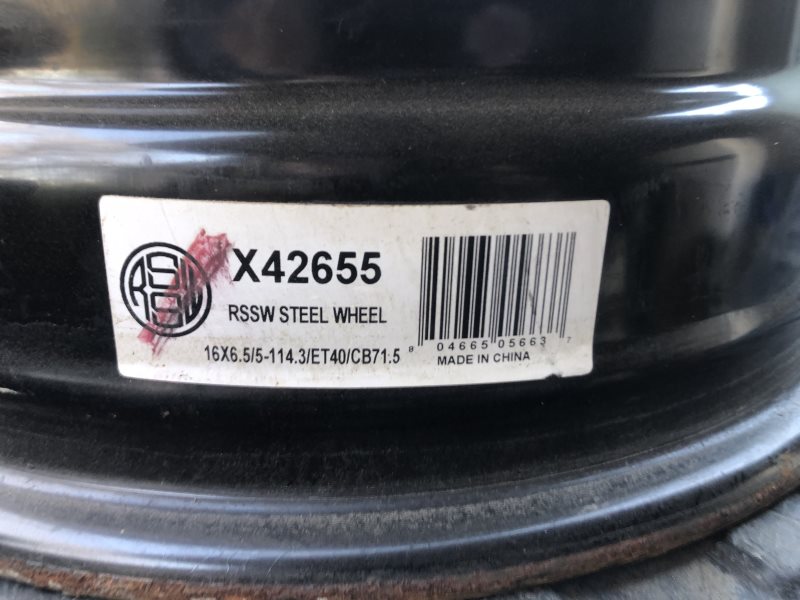 RSSW
X42655
RSSW STEEL WHEEL
16X6.5/5-114.3/ET40/CB71.5
8 04665 05663 7
MADE IN CHINA